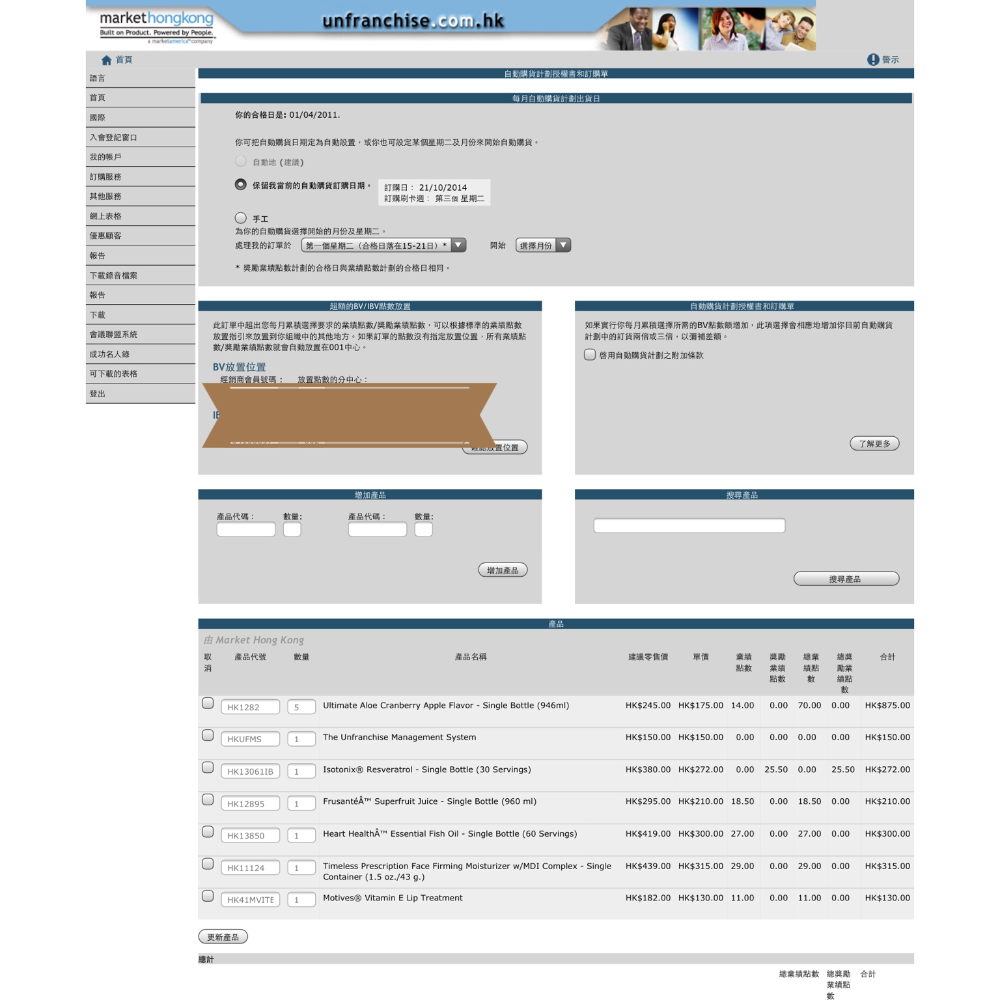 markethongkong
Built on Product. Powered by People.
a marketamerica™company
unfranchise.com.hk
首頁
警示
語言
首頁
國際
入會登記窗口
我的帳戶
訂購服務
其他服務
網上表格
優惠顧客
報告
下載錄音檔案
報告
下載
會議聯盟系統
成功名人錄
可下載的表格
登出
自動購貨計劃授權書和訂購單
每月自動購貨計劃出貨日
你的合格日是: 01/04/2011.
你可把自動購貨日期定為自動設置，或你也可設定某個星期二及月份來開始自動購貨。
自動地 (建議)
保留我當前的自動購貨訂購日期。
訂購日： 21/10/2014
訂購刷卡週： 第三個 星期二
手工
為你的自動購貨選擇開始的月份及星期二。
處理我的訂單於 第一個星期二（合格日落在15-21日）* 開始 選擇月份
* 獎勵業績點數計劃的合格日與業績點數計劃的合格日相同。
超額的BV/IBV點數放置
此訂單中超出您每月累積選擇要求的業績點數/獎勵業績點數，可以根據標準的業績點數
放置指引來放置到你組織中的其他地方。如果訂單的點數沒有指定放置位置，所有業績點
數/獎勵業績點數就會自動放置在001中心。
BV放置位置
經銷商會員號碼： 放置點數的分中心：
確認放置位置
自動購貨計劃授權書和訂購單
如果實行你每月累積選擇所需的BV點數額增加，此項選擇會相應地增加你目前自動購貨
計劃中的訂貨兩倍或三倍，以彌補差額。
啓用自動購貨計劃之附加條款
了解更多
增加產品
產品代碼： 數量: 產品代碼： 數量:
增加產品
搜尋產品
搜尋產品
產品
由 Market Hong Kong
取消 產品代號 數量 產品名稱 建議零售價 單價 業績點數 獎勵業績點數 總業績點數 總獎勵業績點數 合計
HK1282 5 Ultimate Aloe Cranberry Apple Flavor - Single Bottle (946ml) HK$245.00 HK$175.00 14.00 0.00 70.00 0.00 HK$875.00
HKUFMS 1 The Unfranchise Management System HK$150.00 HK$150.00 0.00 0.00 0.00 0.00 HK$150.00
HK13061IB 1 Isotonix® Resveratrol - Single Bottle (30 Servings) HK$380.00 HK$272.00 0.00 25.50 0.00 25.50 HK$272.00
HK12895 1 FrusantéÂ™ Superfruit Juice - Single Bottle (960 ml) HK$295.00 HK$210.00 18.50 0.00 18.50 0.00 HK$210.00
HK13850 1 Heart HealthÂ™ Essential Fish Oil - Single Bottle (60 Servings) HK$419.00 HK$300.00 27.00 0.00 27.00 0.00 HK$300.00
HK11124 1 Timeless Prescription Face Firming Moisturizer w/MDI Complex - Single HK$439.00 HK$315.00 29.00 0.00 29.00 0.00 HK$315.00
Container (1.5 oz./43 g.)
HK41MVITE 1 Motives® Vitamin E Lip Treatment HK$182.00 HK$130.00 11.00 0.00 11.00 0.00 HK$130.00
更新產品
總計
總業績點數 總獎勵業績點數 合計